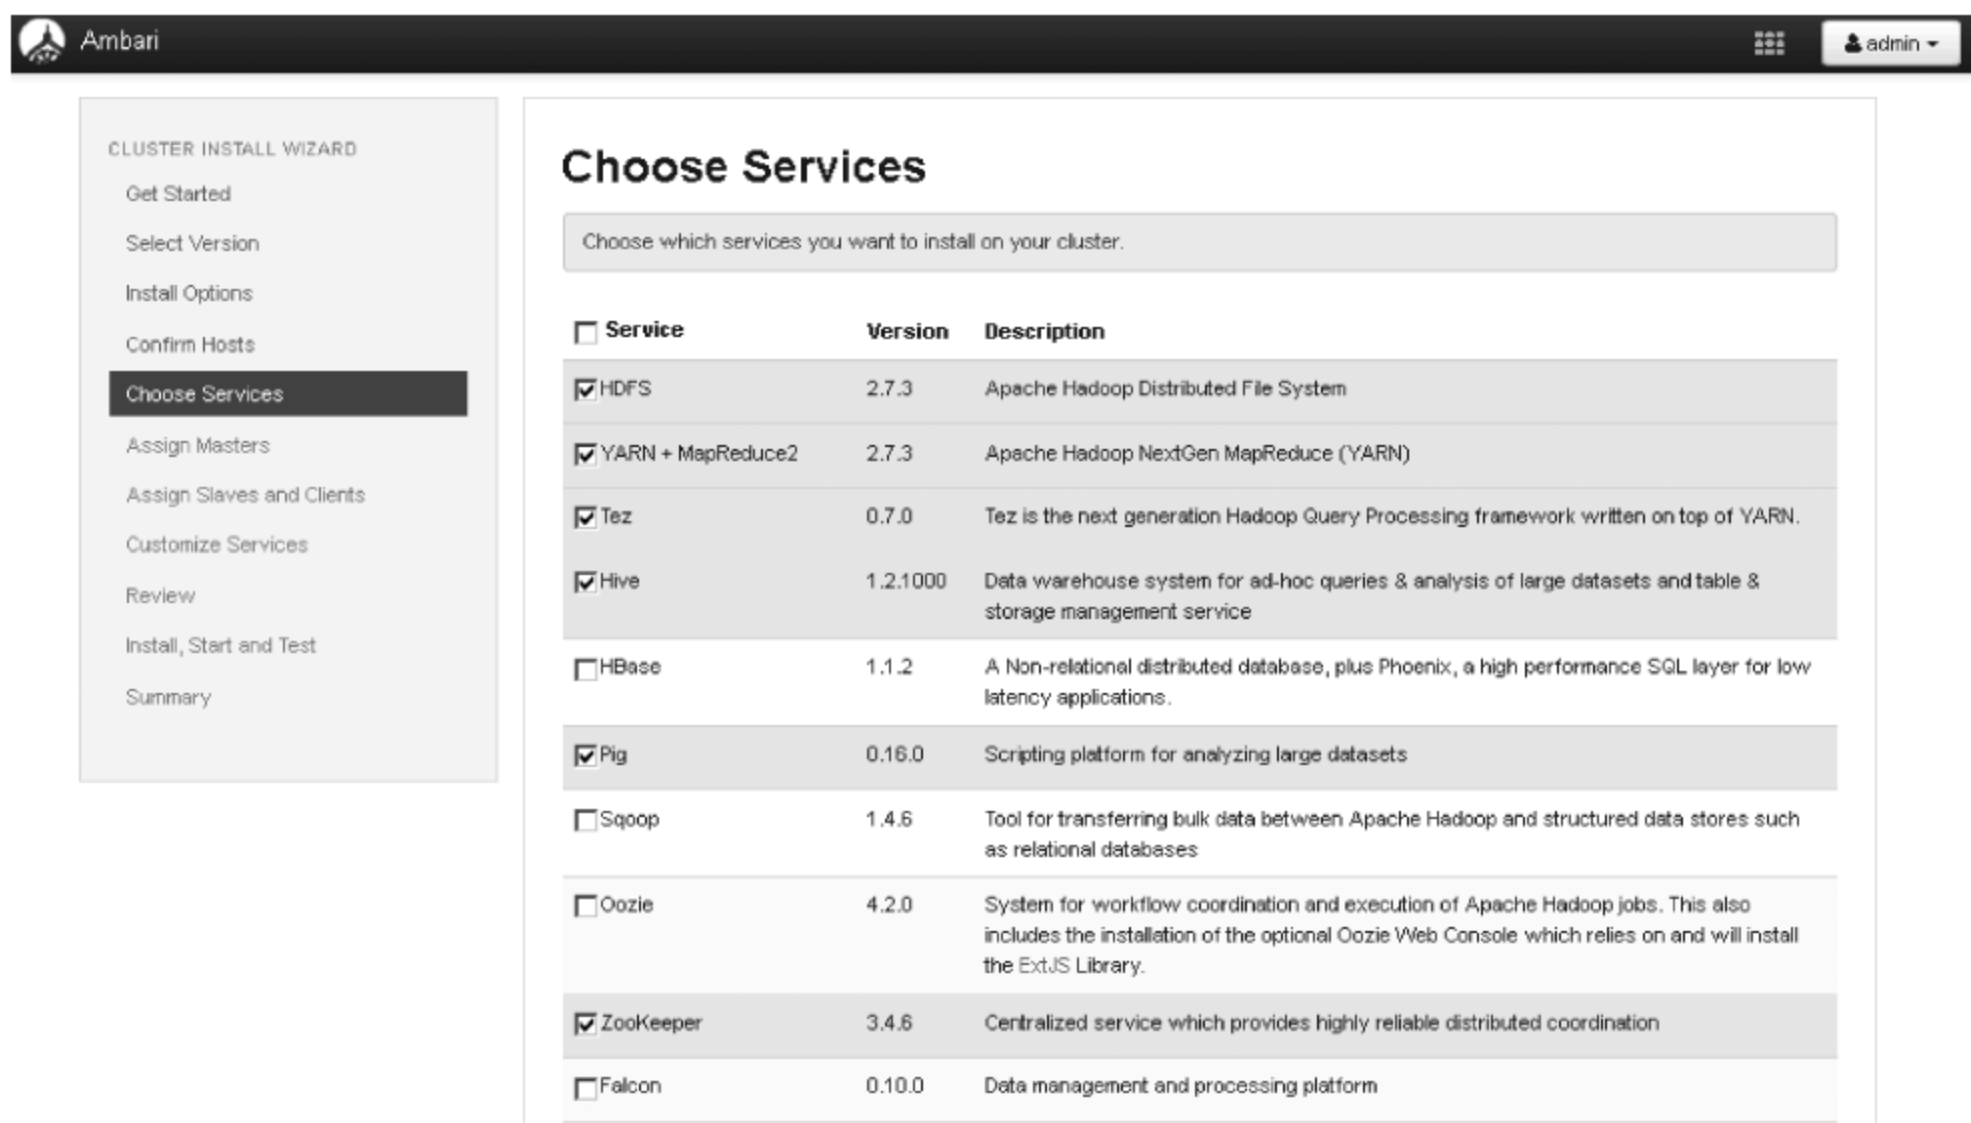 Ambari
admin
CLUSTER INSTALL WIZARD
Get Started
Select Version
Install Options
Confirm Hosts
Choose Services
Assign Masters
Assign Slaves and Clients
Customize Services
Review
Install, Start and Test
Summary
Choose Services
Choose which services you want to install on your cluster.
Service Version Description
HDFS 2.7.3 Apache Hadoop Distributed File System
YARN + MapReduce2 2.7.3 Apache Hadoop NextGen MapReduce (YARN)
Tez 0.7.0 Tez is the next generation Hadoop Query Processing framework written on top of YARN.
Hive 1.2.1000 Data warehouse system for ad-hoc queries & analysis of large datasets and table &
storage management service
HBase 1.1.2 A Non-relational distributed database, plus Phoenix, a high performance SQL layer for low
latency applications.
Pig 0.16.0 Scripting platform for analyzing large datasets
Sqoop 1.4.6 Tool for transferring bulk data between Apache Hadoop and structured data stores such
as relational databases
Oozie 4.2.0 System for workflow coordination and execution of Apache Hadoop jobs. This also
includes the installation of the optional Oozie Web Console which relies on and will install
the ExtJS Library.
ZooKeeper 3.4.6 Centralized service which provides highly reliable distributed coordination
Falcon 0.10.0 Data management and processing platform